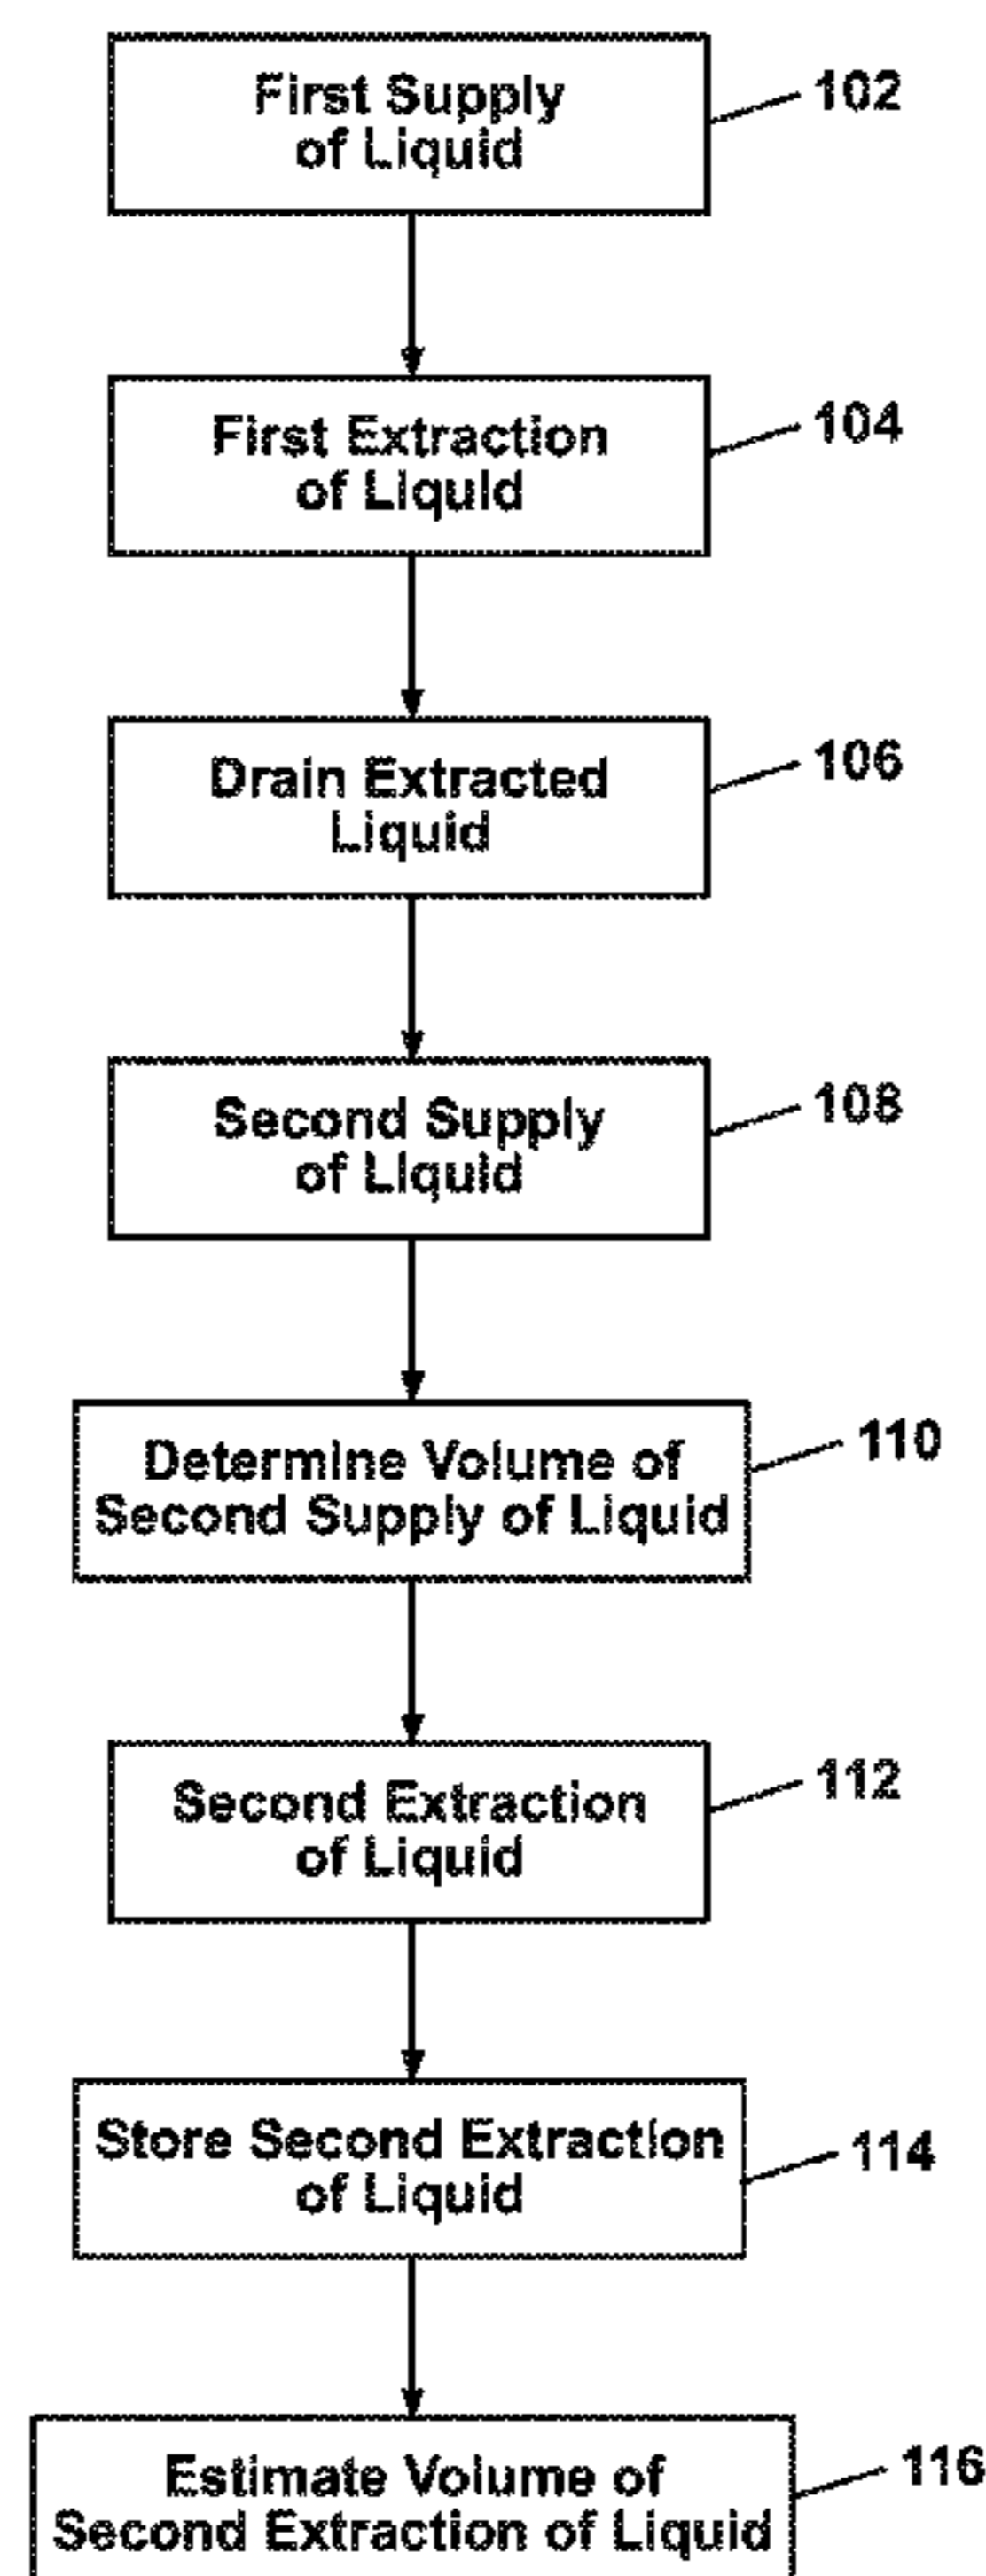 First Supply
of Liquid
102
First Extraction
of Liquid
104
Drain Extracted
Liquid
106
Second Supply
of Liquid
108
Determine Volume of
Second Supply of Liquid
110
Second Extraction
of Liquid
112
Store Second Extraction
of Liquid
114
Estimate Volume of
Second Extraction of Liquid
116